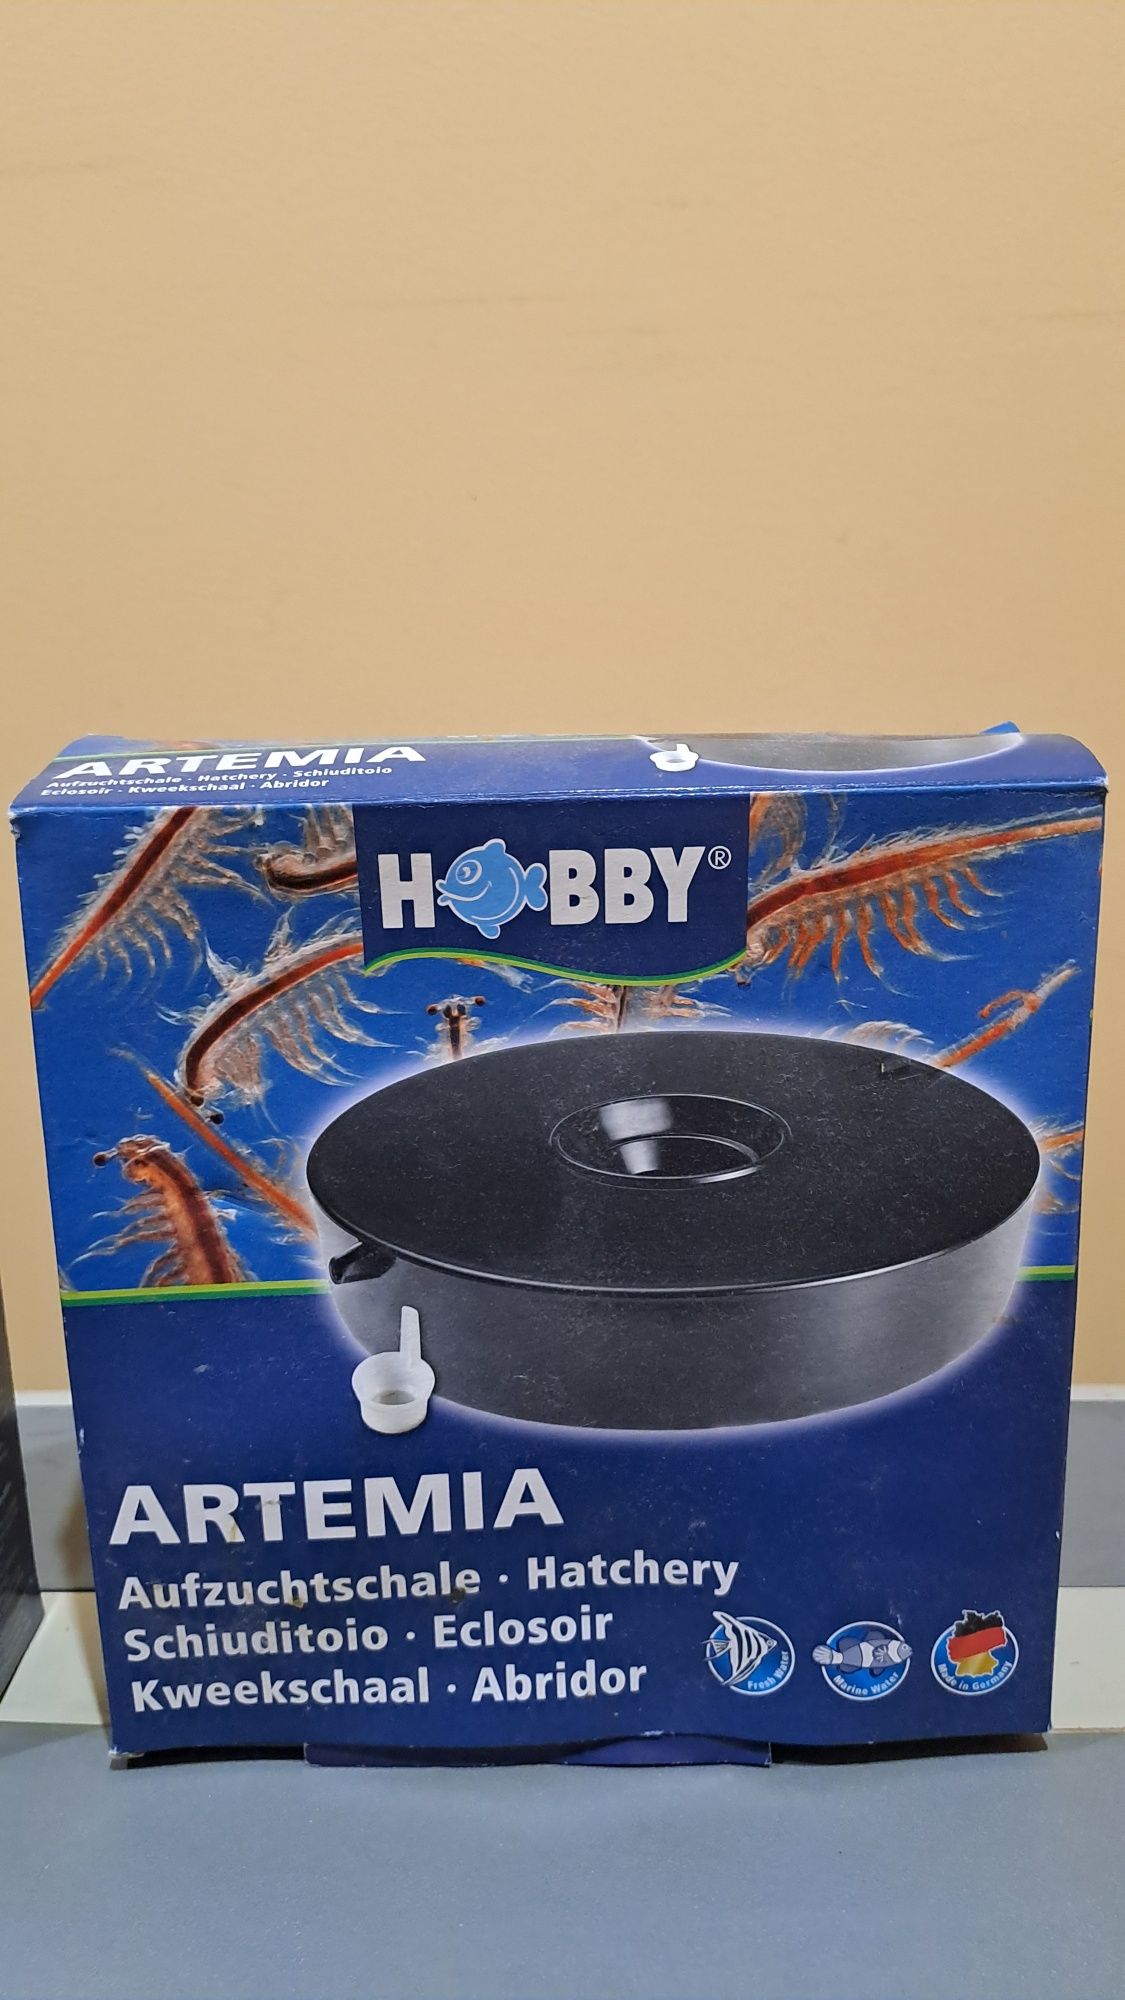 ARTEMIA
Aufzuchtschale · Hatchery · Schiuditoio
Eclosoir · Kweekschaal · Abridor
HOBBY®
ARTEMIA
Aufzuchtschale · Hatchery
Schiuditoio · Eclosoir
Kweekschaal · Abridor
Fresh Water
Marine Water
Made in Germany